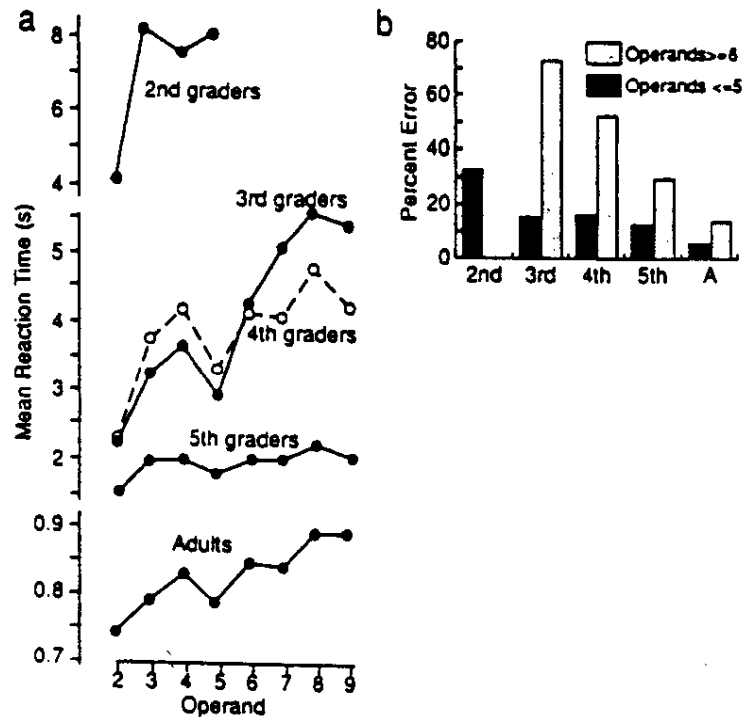 a
8
6
4
2nd graders
3rd graders
5
4
3
2
4th graders
5th graders
0.9
0.8
0.7
Adults
Mean Reaction Time (s)
2 3 4 5 6 7 8 9
Operand
b
80
60
40
20
0
Percent Error
Operands>=6
Operands <=5
2nd 3rd 4th 5th A